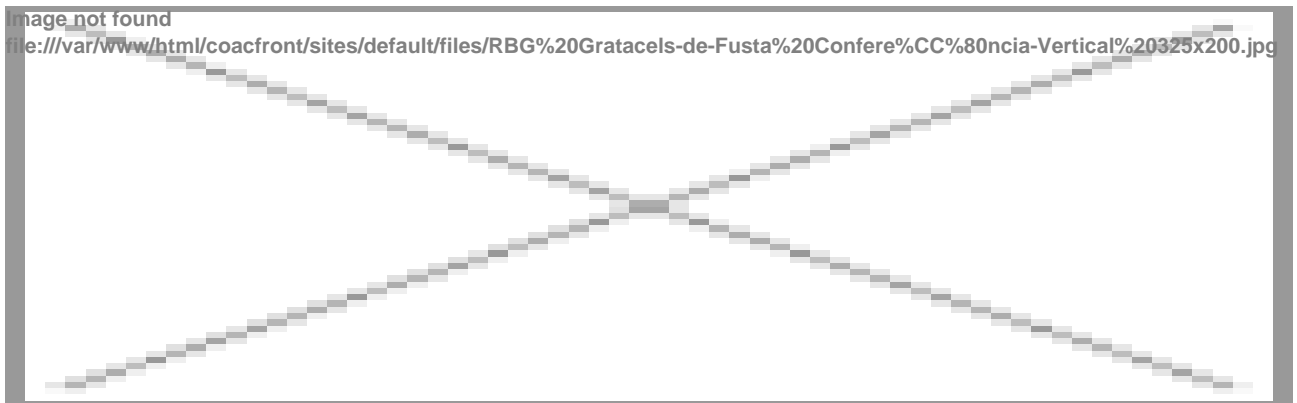 Image not found
file:///var/www/html/coacfront/sites/default/files/RBG%20Gratacels-de-Fusta%20Confere%CC%80ncia-Vertical%20325x200.jpg